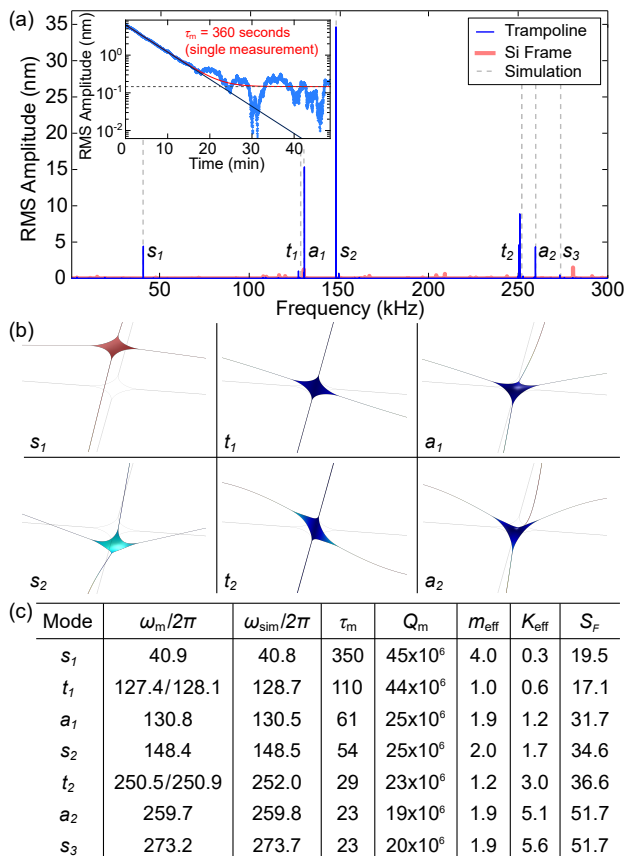 (a)
RMS Amplitude (nm)
35
30
25
20
15
10
5
0
RMS Amplitude (nm)
10⁰
10⁻¹
10⁻²
τm = 360 seconds
(single measurement)
0 10 20 30 40
Time (min)
Trampoline
Si Frame
Simulation
s1 t1 a1 s2 t2 a2 s3
50 100 150 200 250 300
Frequency (kHz)
(b)
s1 t1 a1
s2 t2 a2
(c)
Mode ωm/2π ωsim/2π τm Qm meff Keff SF
s1 40.9 40.8 350 45x10⁶ 4.0 0.3 19.5
t1 127.4/128.1 128.7 110 44x10⁶ 1.0 0.6 17.1
a1 130.8 130.5 61 25x10⁶ 1.9 1.2 31.7
s2 148.4 148.5 54 25x10⁶ 2.0 1.7 34.6
t2 250.5/250.9 252.0 29 23x10⁶ 1.2 3.0 36.6
a2 259.7 259.8 23 19x10⁶ 1.9 5.1 51.7
s3 273.2 273.7 23 20x10⁶ 1.9 5.6 51.7